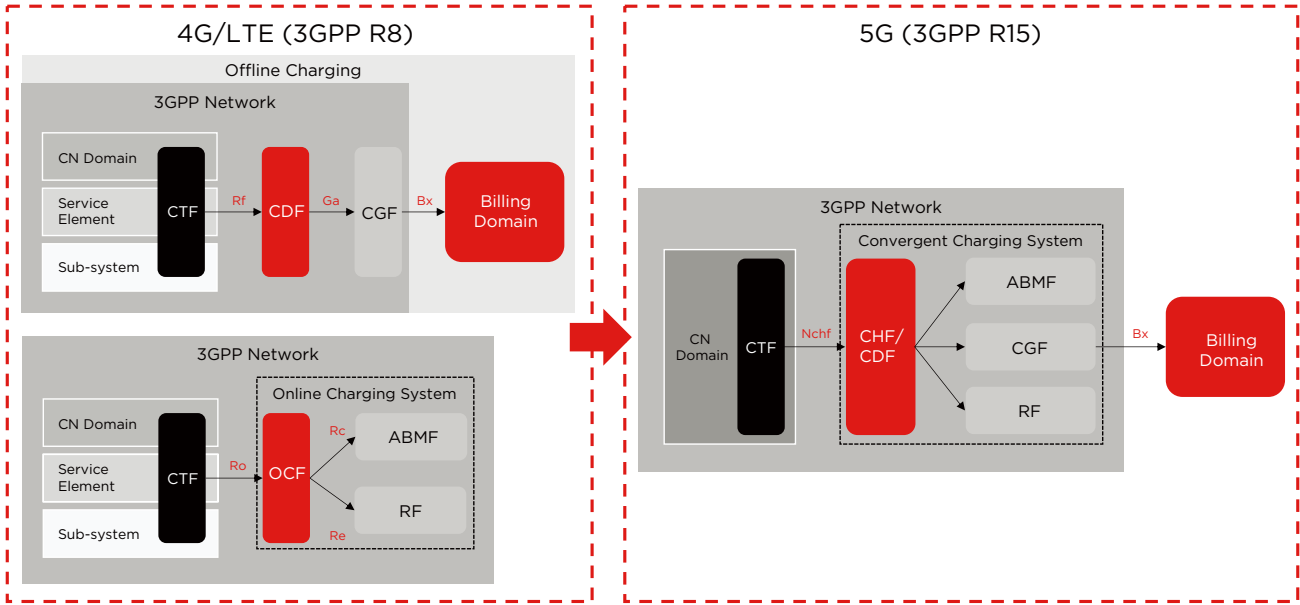 4G/LTE (3GPP R8)
Offline Charging
3GPP Network
CN Domain
Service
Element
Sub-system
CTF
Rf
CDF
Ga
CGF
Bx
Billing
Domain
3GPP Network
Online Charging System
CN Domain
Service
Element
Sub-system
CTF
Ro
OCF
Rc
ABMF
RF
Re
5G (3GPP R15)
3GPP Network
Convergent Charging System
CN
Domain
CTF
Nchf
CHF/
CDF
ABMF
CGF
RF
Bx
Billing
Domain